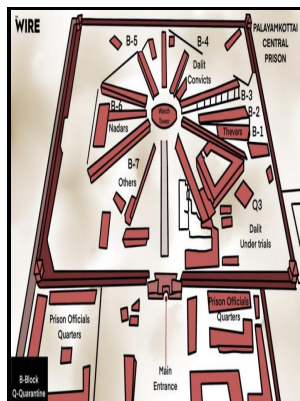 THE WIRE
PALAYAMKOTTAI
CENTRAL
PRISON
B-5
B-4
Dalit
Convicts
B-3
B-6
Nadars
Watch
Tower
B-2
Thevars
B-1
B-7
Others
Q3
Dalit
Under trials
Prison Officials
Quarters
Prison Officials
Quarters
Main
Entrance
B-Block
Q-Quarantine